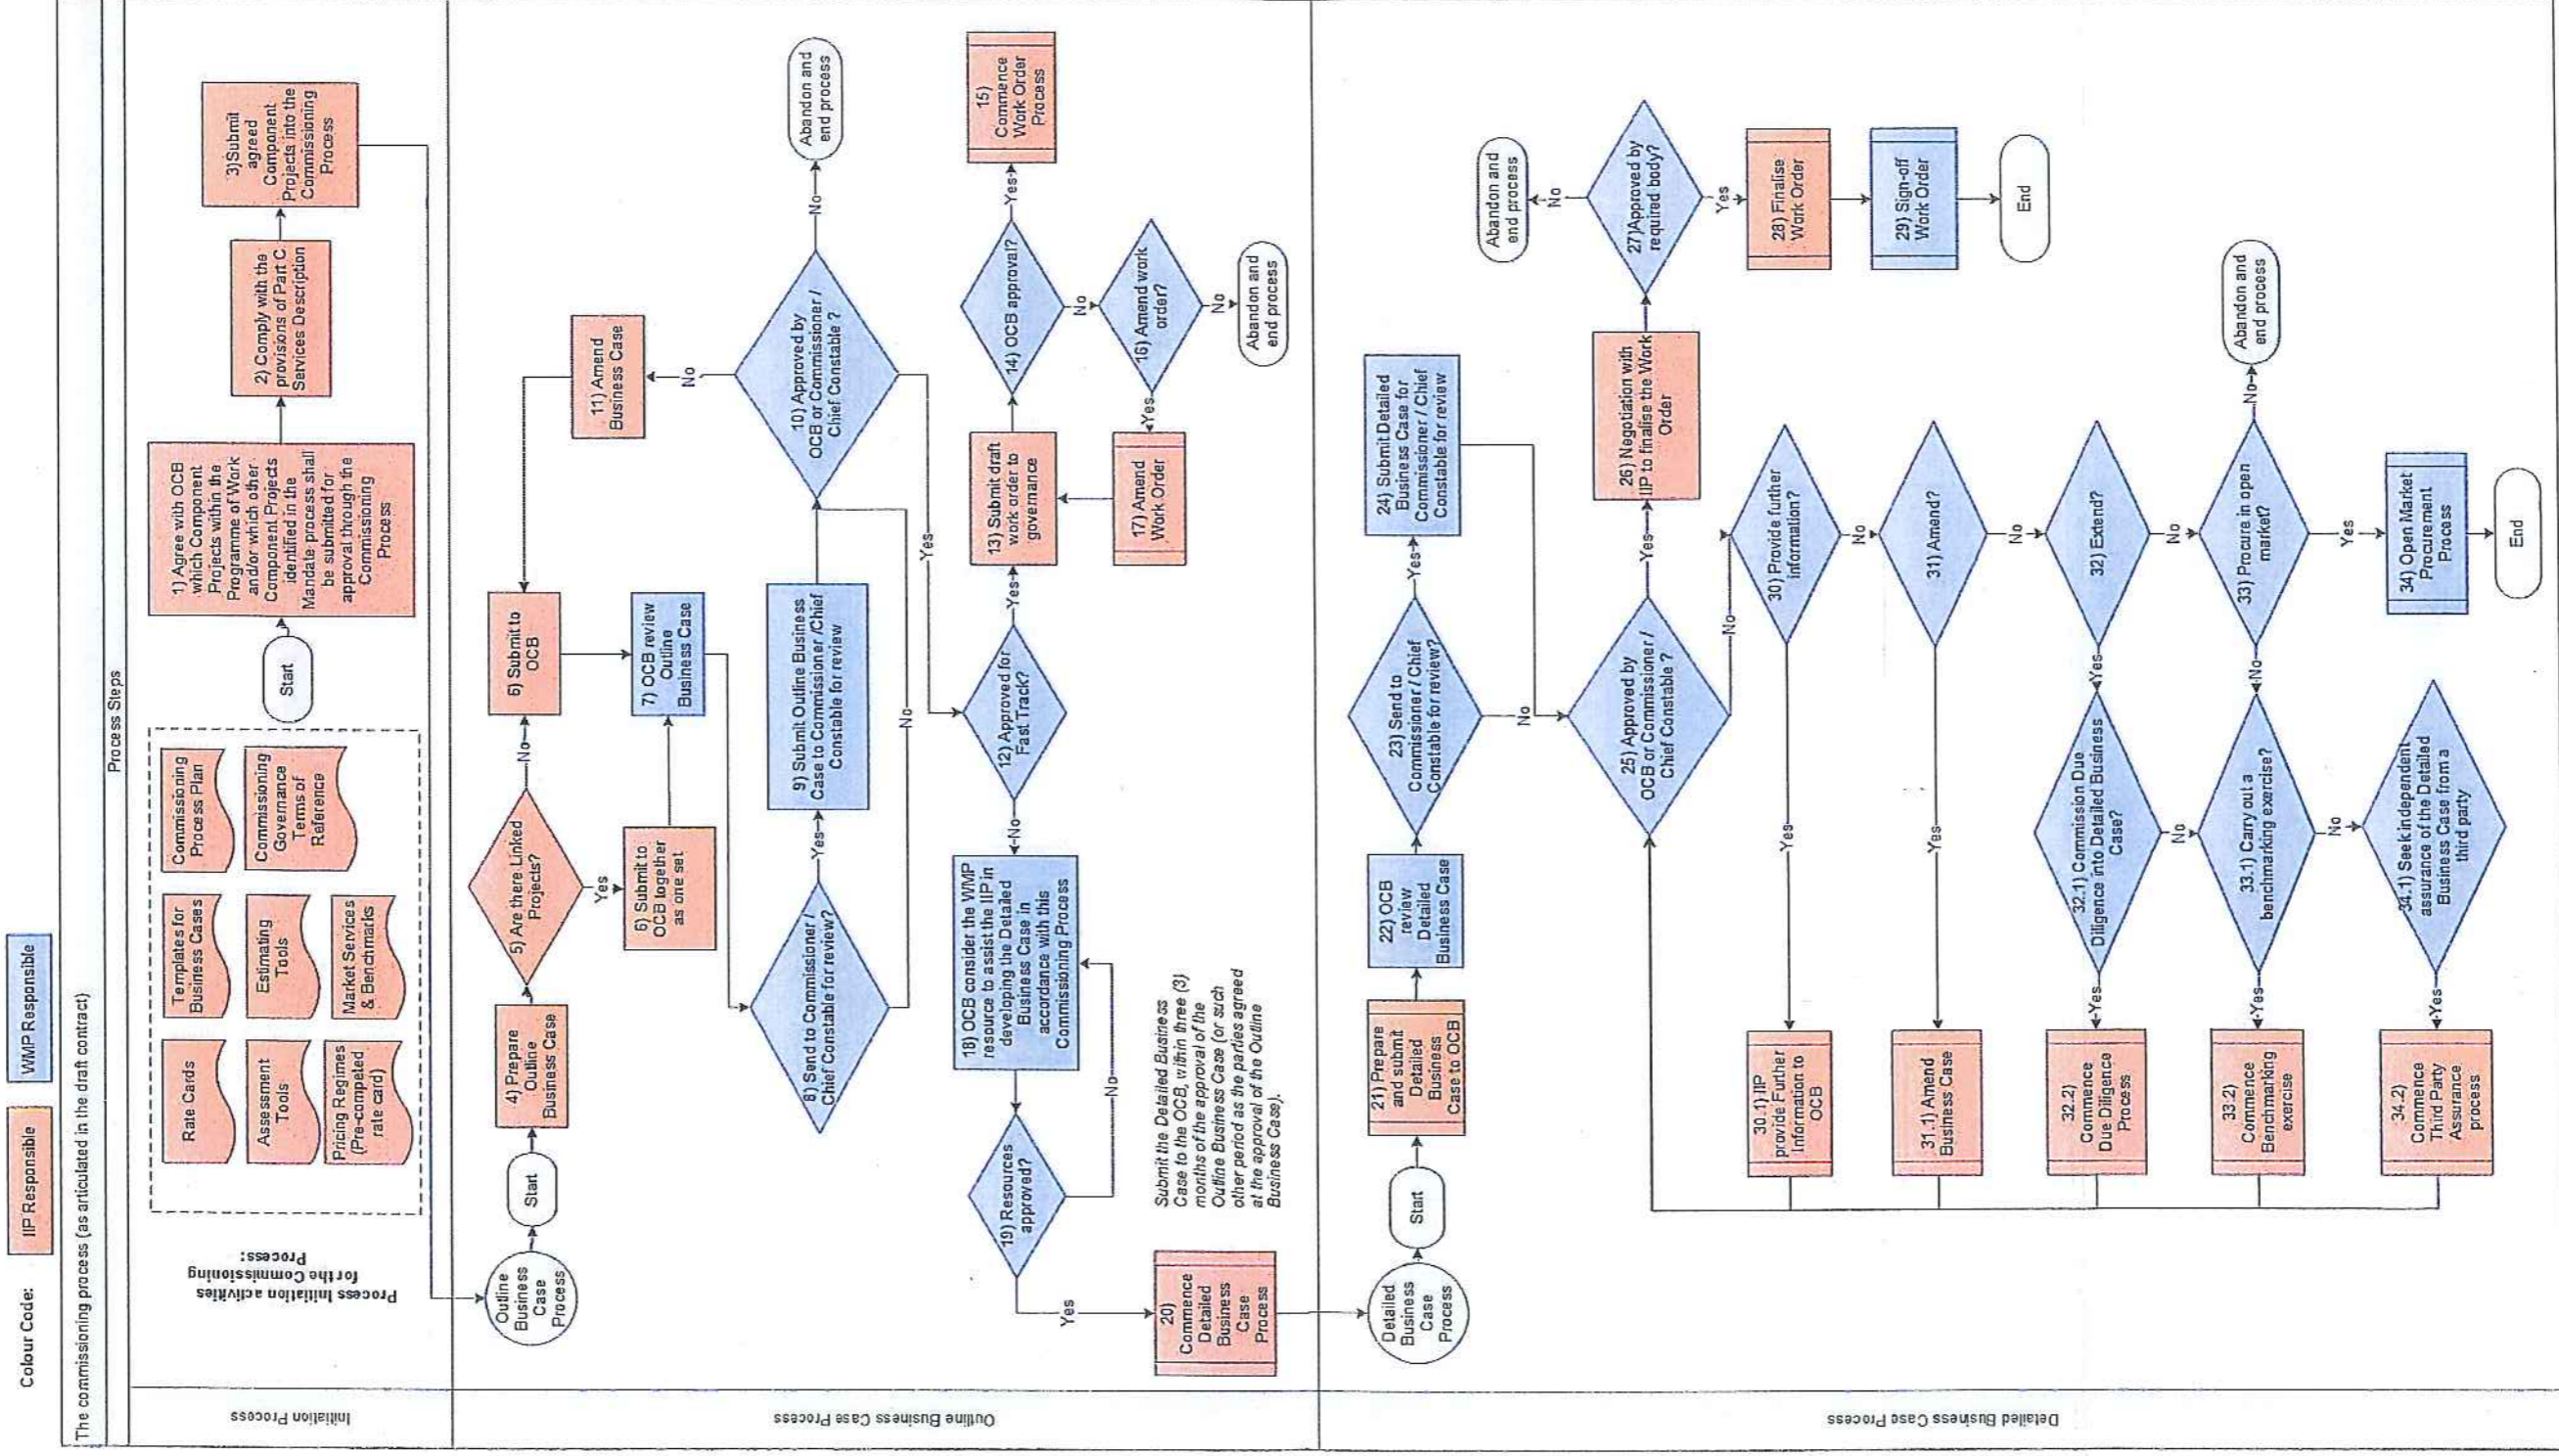 Colour Code:
IIP Responsible
WMP Responsible
The commissioning process (as articulated in the draft contract)
Process Steps
Initiation Process
Process Initiation activities
for the Commissioning
Process:
Rate Cards
Templates for
Business Cases
Commissioning
Process Plan
Assessment
Tools
Estimating
Tools
Commissioning
Governance
Terms of
Reference
Pricing Regimes
(Pre-competed
rate card)
Market Services
& Benchmarks
Start
1) Agree with OCB
which Component
Projects within the
Programme of Work
and/or which other
Component Projects
identified in the
Mandate process shall
be submitted for
approval through the
Commissioning
Process
2) Comply with the
provisions of Part C
Services Description
3)Submit
agreed
Component
Projects into the
Commissioning
Process
Outline Business Case Process
Outline
Business
Case
Process
Start
4) Prepare
Outline
Business Case
5) Are there Linked
Projects?
No
Yes
6) Submit to
OCB
6) Submit to
OCB together
as one set
7) OCB review
Outline
Business Case
8) Send to Commissioner /
Chief Constable for review?
Yes
No
9) Submit Outline Business
Case to Commissioner /Chief
Constable for review
10) Approved by
OCB or Commissioner /
Chief Constable ?
No
11) Amend
Business Case
No
Abandon and
end process
Yes
12) Approved for
Fast Track?
Yes
No
13) Submit draft
work order to
governance
14) OCB approval?
Yes
15)
Commence
Work Order
Process
No
16) Amend work
order?
Yes
17) Amend
Work Order
No
Abandon and
end process
18) OCB consider the WMP
resource to assist the IIP in
developing the Detailed
Business Case in
accordance with this
Commissioning Process
19) Resources
approved?
No
Yes
20)
Commence
Detailed
Business
Case
Process
Submit the Detailed Business
Case to the OCB, within three (3)
months of the approval of the
Outline Business Case (or such
other period as the parties agreed
at the approval of the Outline
Business Case).
Detailed Business Case Process
Detailed
Business
Case
Process
Start
21) Prepare
and submit
Detailed
Business
Case to OCB
22) OCB
review
Detailed
Business Case
23) Send to
Commissioner / Chief
Constable for review?
Yes
No
24) Submit Detailed
Business Case for
Commissioner / Chief
Constable for review
25) Approved by
OCB or Commissioner /
Chief Constable ?
Yes
No
26) Negotiation with
IIP to finalise the Work
Order
27)Approved by
required body?
No
Abandon and
end process
Yes
28) Finalise
Work Order
29) Sign-off
Work Order
End
30) Provide further
information?
Yes
No
30.1) IIP
provide Further
Information to
OCB
31) Amend?
Yes
No
31.1) Amend
Business Case
32) Extend?
Yes
No
32.1) Commission Due
Diligence into Detailed Business
Case?
Yes
No
32.2)
Commence
Due Diligence
Process
33) Procure in open
market?
No
Abandon and
end process
No
Yes
33.1) Carry out a
benchmarking exercise?
Yes
No
33.2)
Commence
Benchmarking
exercise
34) Open Market
Procurement
Process
End
34.1) Seek independent
assurance of the Detailed
Business Case from a
third party
Yes
34.2)
Commence
Third Party
Assurance
process